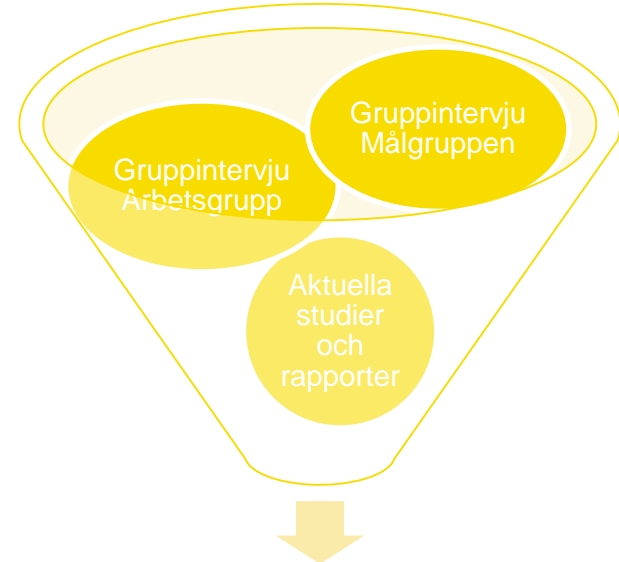 Gruppintervju
Målgruppen
Gruppintervju
Arbetsgrupp
Aktuella
studier
och
rapporter